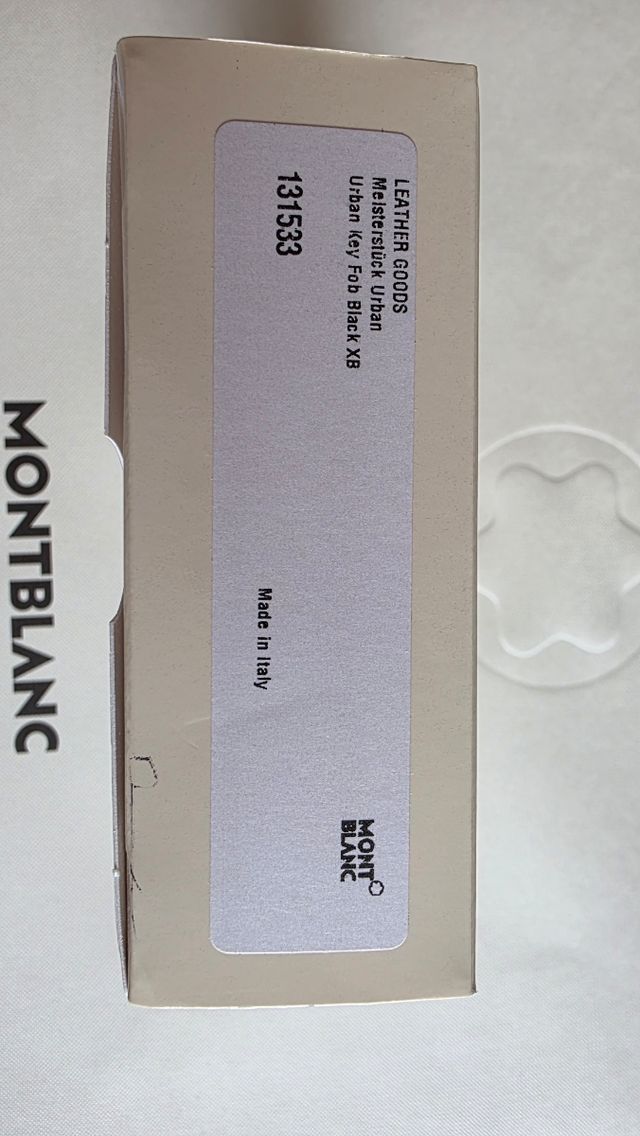 LEATHER GOODS
Meisterstück Urban
Urban Key Fob Black XB
131533
Made in Italy
MONT
BLANC
MONTBLANC